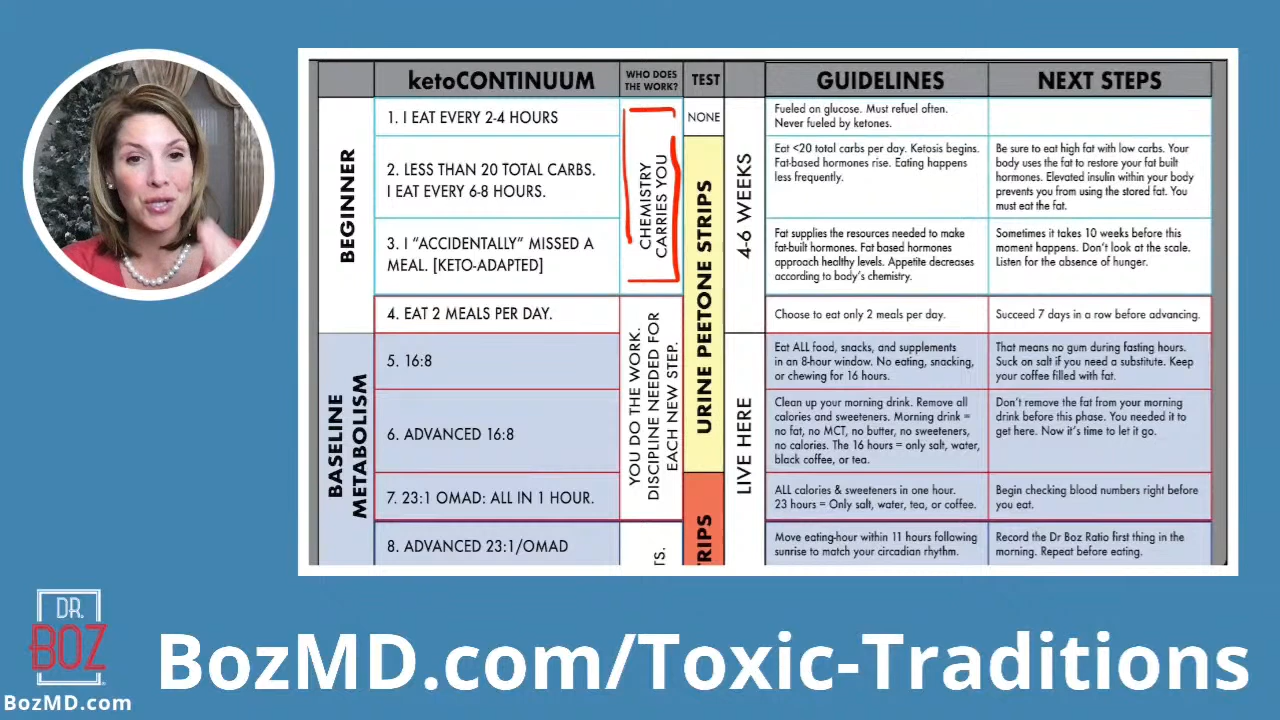 ketoCONTINUUM
WHO DOES
THE WORK?
TEST
GUIDELINES
NEXT STEPS
BEGINNER
1. I EAT EVERY 2-4 HOURS
CHEMISTRY
CARRIES YOU
NONE
4-6 WEEKS
Fueled on glucose. Must refuel often.
Never fueled by ketones.
2. LESS THAN 20 TOTAL CARBS.
I EAT EVERY 6-8 HOURS.
URINE PEETONE STRIPS
Eat <20 total carbs per day. Ketosis begins.
Fat-based hormones rise. Eating happens
less frequently.
Be sure to eat high fat with low carbs. Your
body uses the fat to restore your fat built
hormones. Elevated insulin within your body
prevents you from using the stored fat. You
must eat the fat.
3. I “ACCIDENTALLY” MISSED A
MEAL. [KETO-ADAPTED]
Fat supplies the resources needed to make
fat-built hormones. Fat based hormones
approach healthy levels. Appetite decreases
according to body’s chemistry.
Sometimes it takes 10 weeks before this
moment happens. Don’t look at the scale.
Listen for the absence of hunger.
4. EAT 2 MEALS PER DAY.
YOU DO THE WORK.
DISCIPLINE NEEDED FOR
EACH NEW STEP.
Choose to eat only 2 meals per day.
Succeed 7 days in a row before advancing.
BASELINE
METABOLISM
5. 16:8
LIVE HERE
Eat ALL food, snacks, and supplements
in an 8-hour window. No eating, snacking,
or chewing for 16 hours.
That means no gum during fasting hours.
Suck on salt if you need a substitute. Keep
your coffee filled with fat.
6. ADVANCED 16:8
Clean up your morning drink. Remove all
calories and sweeteners. Morning drink =
no fat, no MCT, no butter, no sweeteners,
no calories. The 16 hours = only salt, water,
black coffee, or tea.
Don’t remove the fat from your morning
drink before this phase. You needed it to
get here. Now it’s time to let it go.
7. 23:1 OMAD: ALL IN 1 HOUR.
RIPS
ALL calories & sweeteners in one hour.
23 hours = Only salt, water, tea, or coffee.
Begin checking blood numbers right before
you eat.
8. ADVANCED 23:1/OMAD
TS.
Move eating-hour within 11 hours following
sunrise to match your circadian rhythm.
Record the Dr Boz Ratio first thing in the
morning. Repeat before eating.
DR.
BOZ
BozMD.com
BozMD.com/Toxic-Traditions